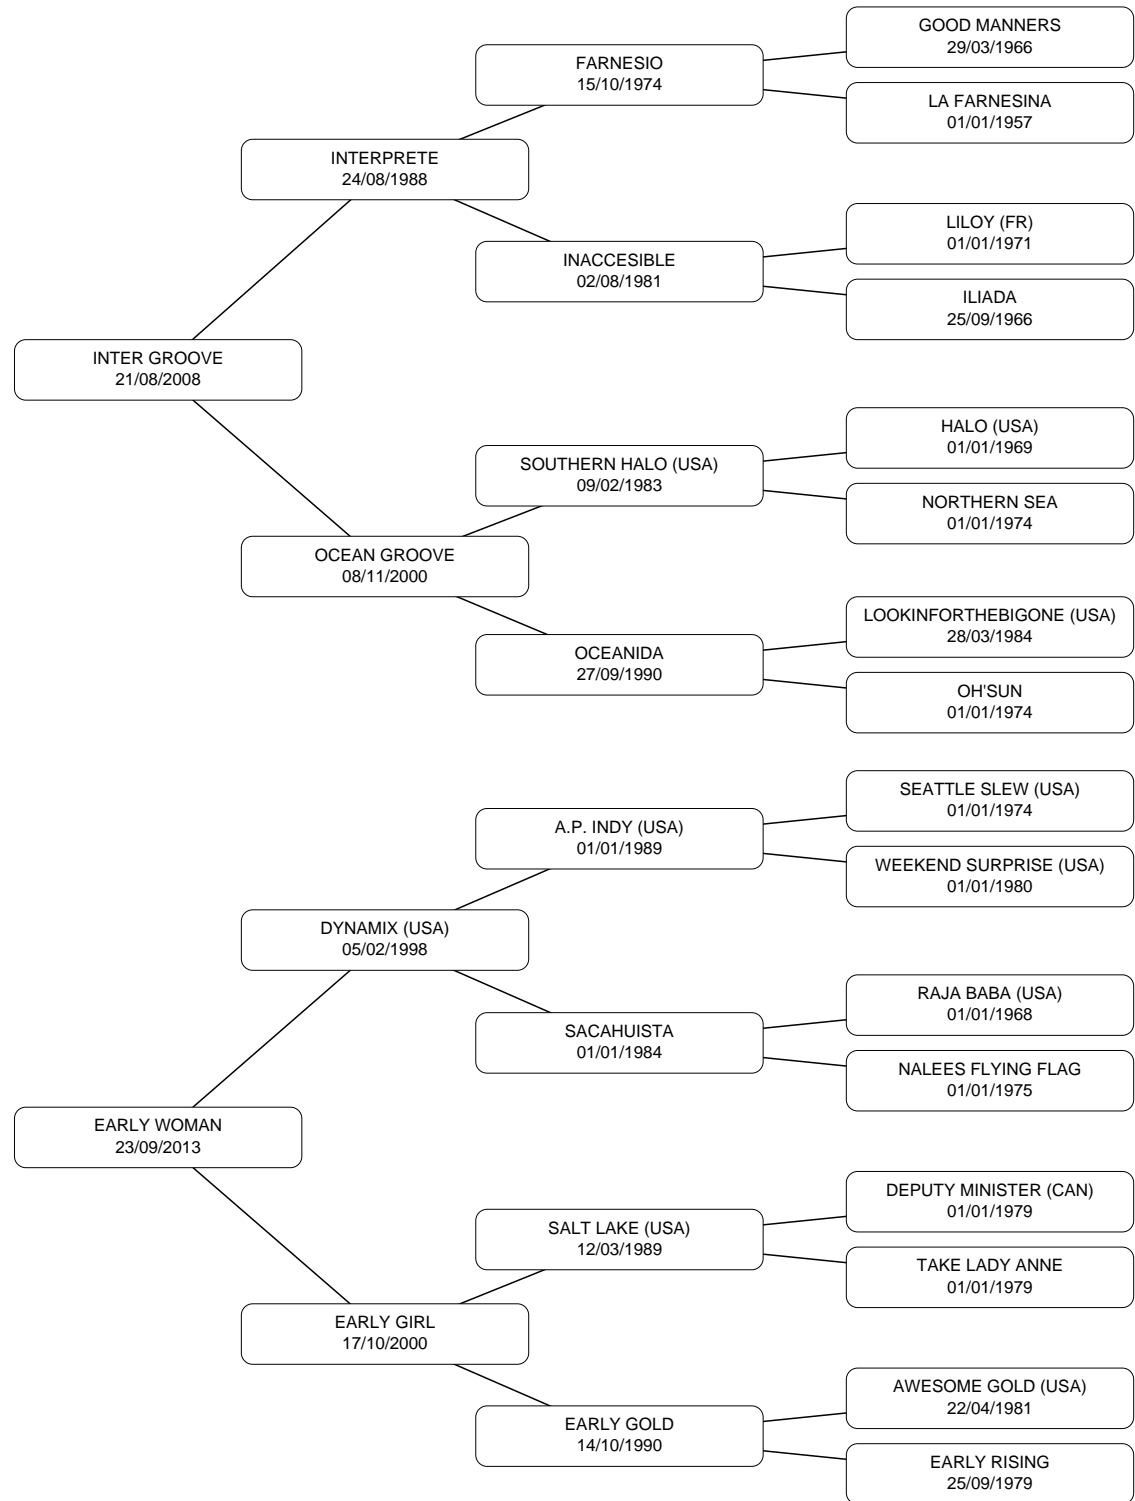 GOOD MANNERS
29/03/1966
FARNESIO
15/10/1974
LA FARNESINA
01/01/1957
INTERPRETE
24/08/1988
LILOY (FR)
01/01/1971
INACCESIBLE
02/08/1981
ILIADA
25/09/1966
INTER GROOVE
21/08/2008
HALO (USA)
01/01/1969
SOUTHERN HALO (USA)
09/02/1983
NORTHERN SEA
01/01/1974
OCEAN GROOVE
08/11/2000
LOOKINFORTHEBIGONE (USA)
28/03/1984
OCEANIDA
27/09/1990
OH'SUN
01/01/1974
SEATTLE SLEW (USA)
01/01/1974
A.P. INDY (USA)
01/01/1989
WEEKEND SURPRISE (USA)
01/01/1980
DYNAMIX (USA)
05/02/1998
RAJA BABA (USA)
01/01/1968
SACAHUISTA
01/01/1984
NALEES FLYING FLAG
01/01/1975
EARLY WOMAN
23/09/2013
DEPUTY MINISTER (CAN)
01/01/1979
SALT LAKE (USA)
12/03/1989
TAKE LADY ANNE
01/01/1979
EARLY GIRL
17/10/2000
AWESOME GOLD (USA)
22/04/1981
EARLY GOLD
14/10/1990
EARLY RISING
25/09/1979